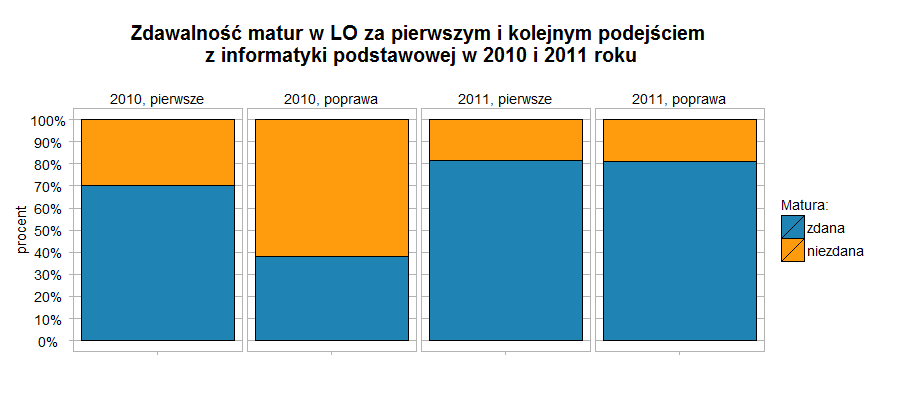 Zdawalność matur w LO za pierwszym i kolejnym podejściem
z informatyki podstawowej w 2010 i 2011 roku
2010, pierwsze
2010, poprawa
2011, pierwsze
2011, poprawa
100%
90%
80%
70%
60%
50%
40%
30%
20%
10%
0%
procent
Matura:
zdana
niezdana